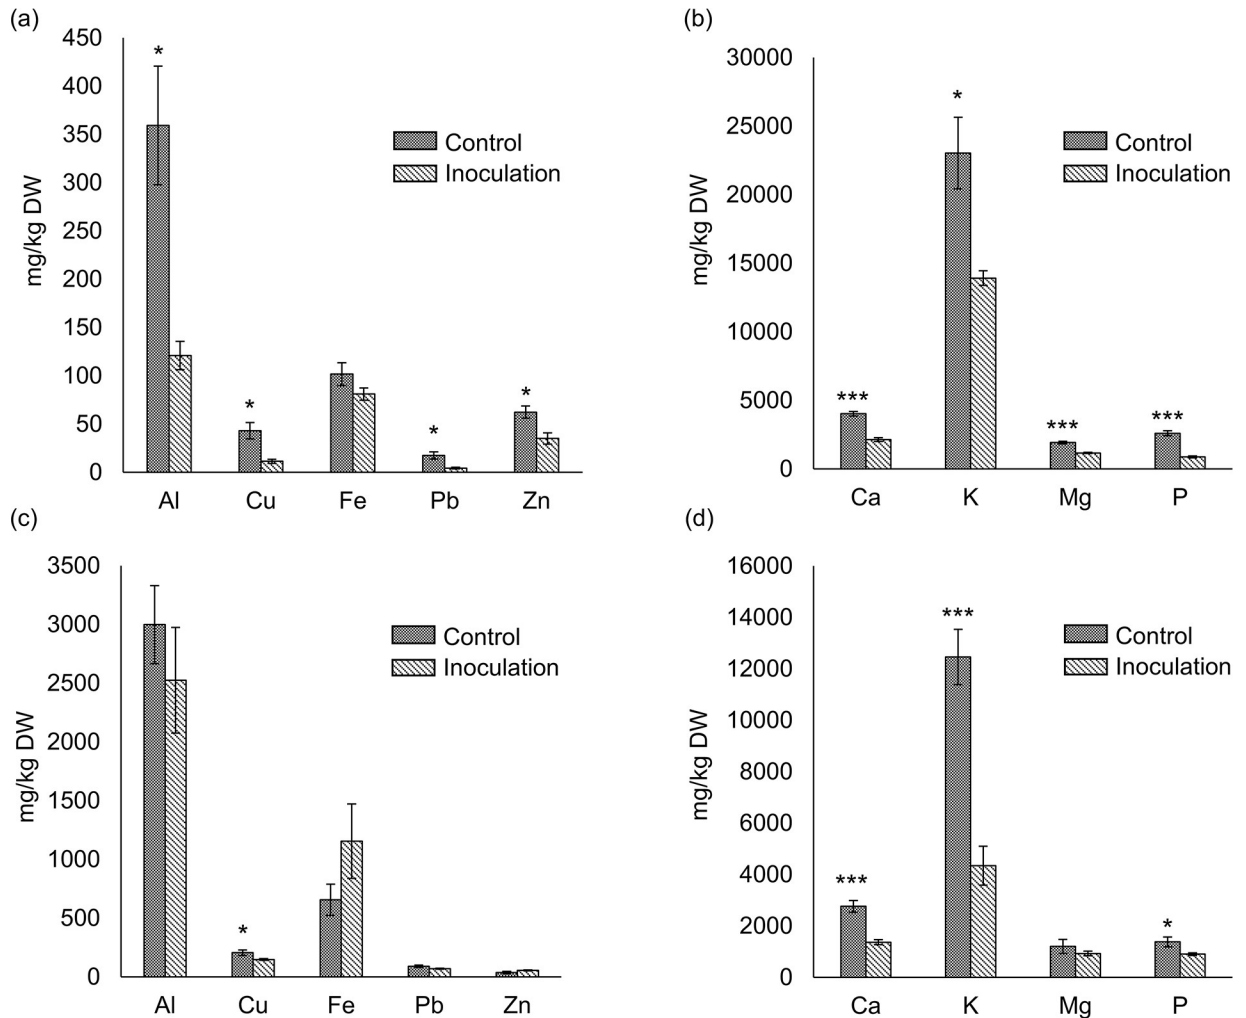 (a)
450
400
350
300
250
200
150
100
50
0
mg/kg DW
*
*
*
*
Control
Inoculation
Al Cu Fe Pb Zn
(b)
30000
25000
20000
15000
10000
5000
0
mg/kg DW
***
*
***
***
Control
Inoculation
Ca K Mg P
(c)
3500
3000
2500
2000
1500
1000
500
0
mg/kg DW
*
Control
Inoculation
Al Cu Fe Pb Zn
(d)
16000
14000
12000
10000
8000
6000
4000
2000
0
mg/kg DW
***
***
*
Control
Inoculation
Ca K Mg P